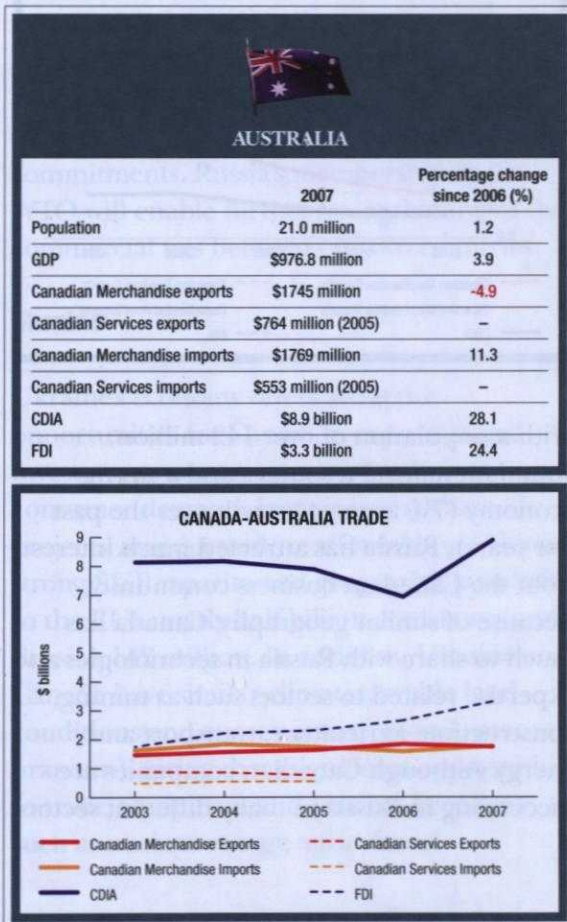 AUSTRALIA
2007 Percentage change since 2006 (%)
Population 21.0 million 1.2
GDP $976.8 million 3.9
Canadian Merchandise exports $1745 million -4.9
Canadian Services exports $764 million (2005) –
Canadian Merchandise imports $1769 million 11.3
Canadian Services imports $553 million (2005) –
CDIA $8.9 billion 28.1
FDI $3.3 billion 24.4
CANADA-AUSTRALIA TRADE
$ billions
9
8
7
6
5
4
3
2
1
0
2003 2004 2005 2006 2007
Canadian Merchandise Exports Canadian Services Exports
Canadian Merchandise Imports Canadian Services Imports
CDIA FDI